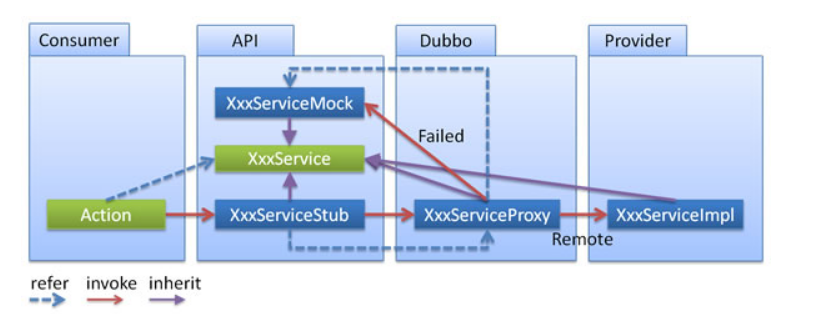 Consumer
API
Dubbo
Provider
XxxServiceMock
Failed
XxxService
Action
XxxServiceStub
XxxServiceProxy
XxxServiceImpl
Remote
refer invoke inherit